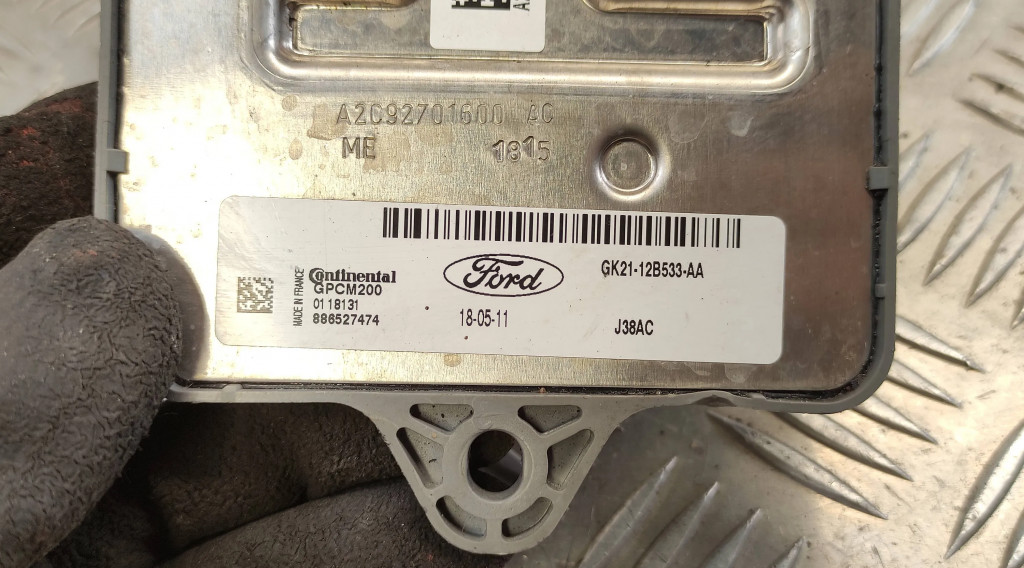 A2C92701600 AC
ME 1815
MADE IN FRANCE
Continental
GPCM200
0118131
886527474
Ford
18-05-11
GK21-12B533-AA
J38AC